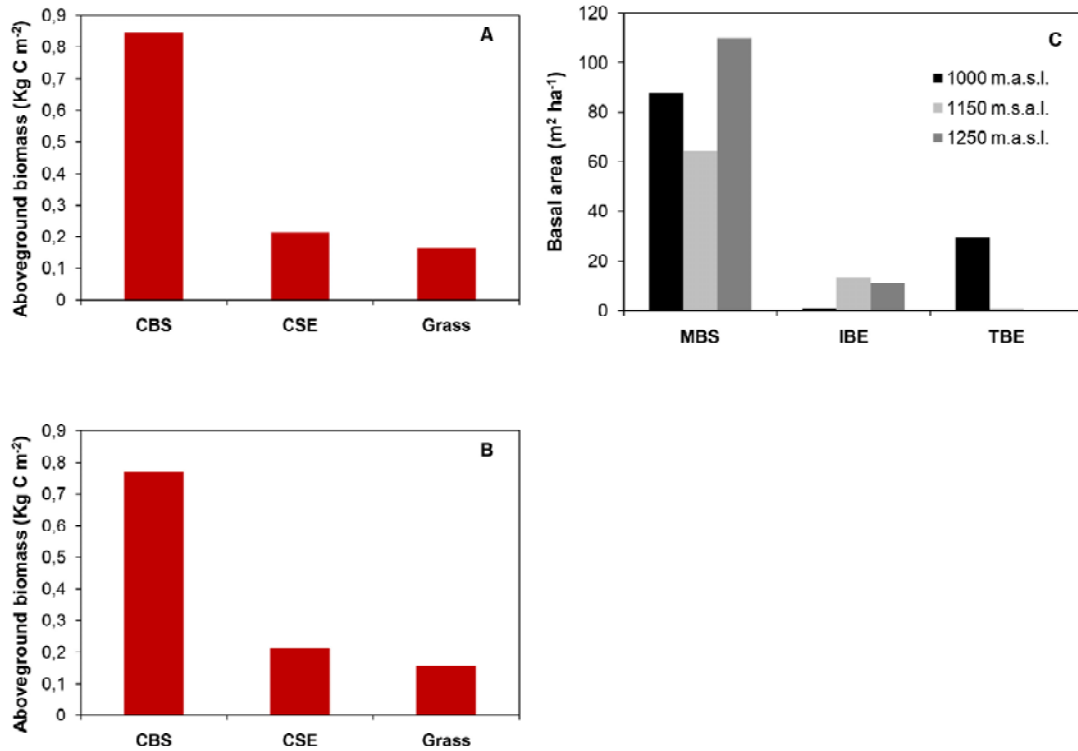 Aboveground biomass (Kg C m-2)
0,9
0,8
0,7
0,6
0,5
0,4
0,3
0,2
0,1
0
A
CBS CSE Grass
Basal area (m2 ha-1)
120
100
80
60
40
20
0
C
1000 m.a.s.l.
1150 m.s.a.l.
1250 m.a.s.l.
MBS IBE TBE
Aboveground biomass (Kg C m-2)
0,9
0,8
0,7
0,6
0,5
0,4
0,3
0,2
0,1
0
B
CBS CSE Grass